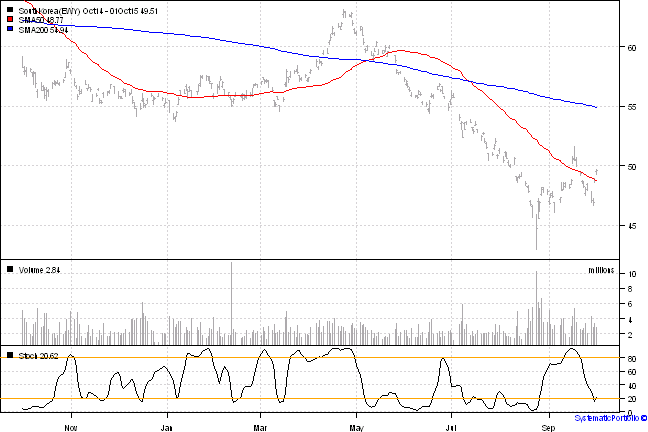 South Korea(EWY) Oct14 - 01Oct15 49.51
SMA50 48.77
SMA200 54.94
60
55
50
45
Volume 2.84
millions
10
8
6
4
2
Stoch 20.62
80
60
40
20
0
Nov Jan Mar May Jul Sep
SystematicPortfolio ©